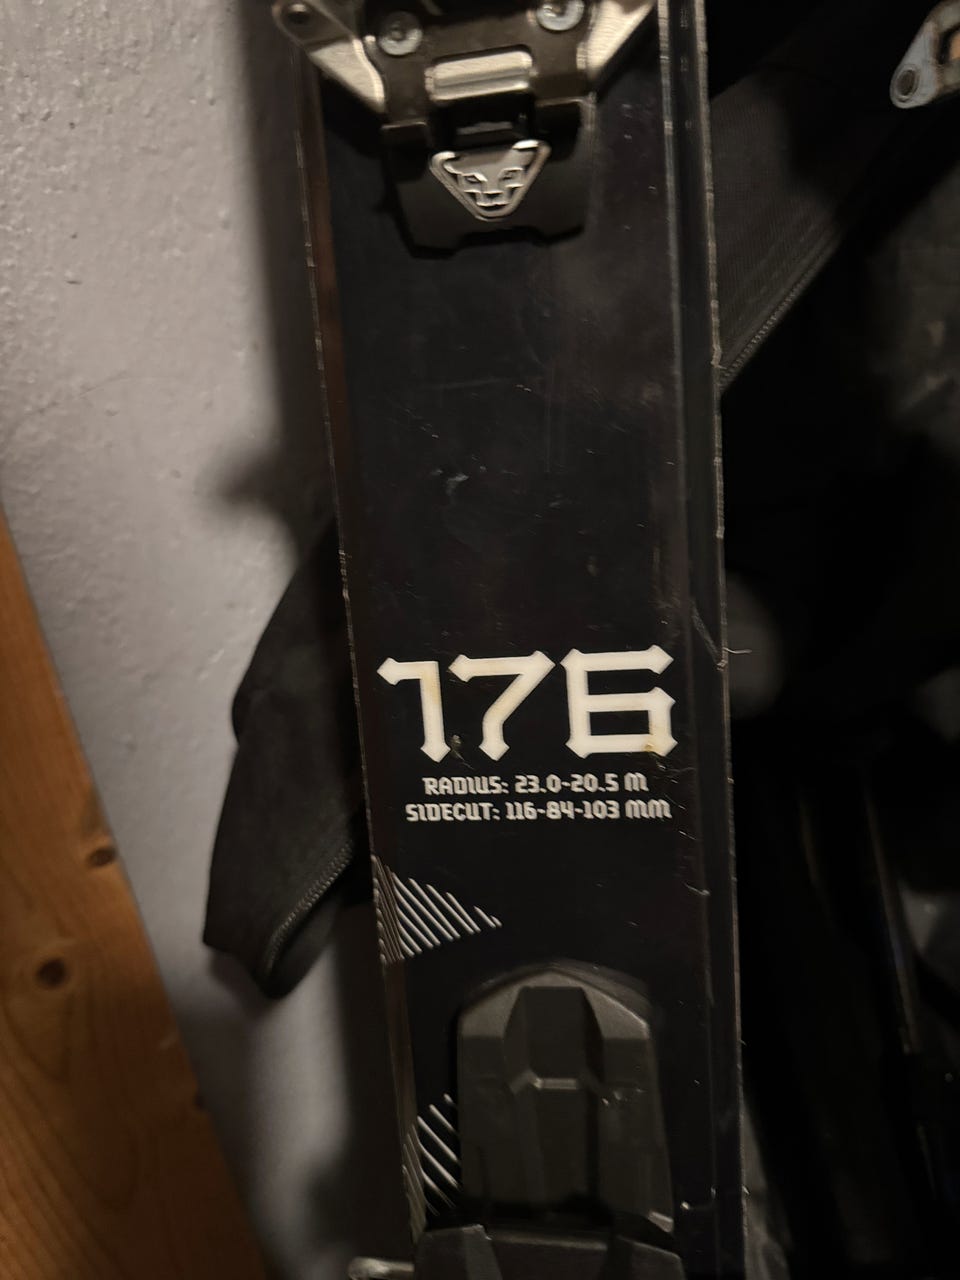 176
RADIUS: 23.0-20.5 M
SIDECUT: 116-84-103 MM